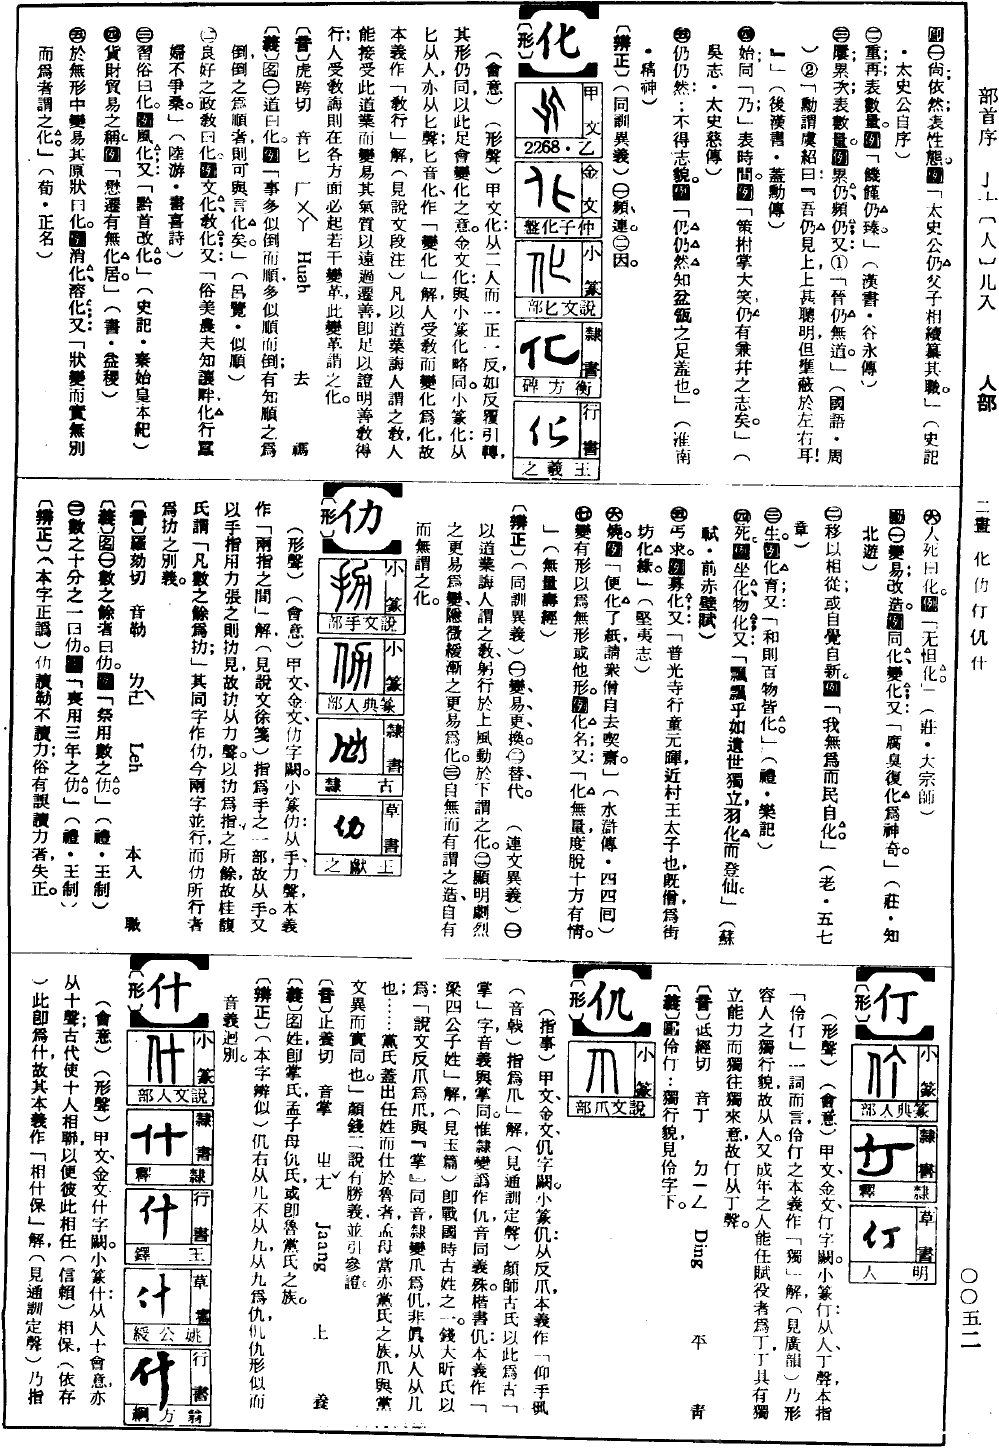 部首序 亅亠〔人〕儿入 人部 二畫 化仂仃仉什 〇〇五二
副㊀尚依然表性態。例「太史公仍父子相續纂其職」（史記
・太史公自序）
㊁重再表數量。例「饑饉仍臻」（漢書・谷永傳）
㊂屢累次表數量。例累仍頻仍又①「晉仍無道」（國語・周
）②「勳謂虞紹曰『吾仍見上上甚聰明但壅蔽於左右耳！
』」（後漢書・蓋勳傳）
㊃始同「乃」表時間。例「策拊掌大笑仍有兼幷之志矣。」（
吳志・太史慈傳）
㊄仍仍然：不得志貌。例「仍仍然知盆瓴之足羞也。」（淮南
・精神）
〔辨正〕（同訓異義）㊀頻、連。㊁因。
化
〔形〕
甲文 乙・2268
金文 仲子化盤
小篆 說文匕部
隸書 衡方碑
行書 王羲之
（會意）（形聲）甲文化从二人而一正一反如反覆引轉，
其形仍同以此足會變化之意。金文化與小篆化略同。小篆化：从
匕从人，亦从匕聲；匕音化，作「變化」解人受教而變化爲化，故
本義作「教行」解（見說文段注）凡以道業誨人謂之教，人
能接受此道業而變易其氣質以遠過遷善卽足以證明善教得
行；人受教誨則在各方面必起若干變革，此變革謂之化。
〔音〕虎跨切 音匕 ㄏㄨㄚˋ Huah 去 禡
〔義〕名㊀道曰化。例「事多似倒而順，多似順而倒；有知順之爲
倒，倒之爲順者，則可與言化矣。」（呂覽・似順）
㊁良好之政教曰化。例文化、教化；又「俗美農夫知讓畔，化行蠶
婦不爭桑。」（陸游・書喜詩）
㊂習俗曰化。例風化；又「黔首改化」（史記・秦始皇本紀）
㊃貨財貿易之稱。例「懋遷有無化居」（書・益稷）
㊄於無形中變易其原狀曰化。例消化、溶化；又「狀變而實無別
而爲異者謂之化。」（荀・正名）
㊅人死曰化。例「无怛化」（莊・大宗師）
動㊀變易；改造。例同化、變化；又「腐臭復化爲神奇。」（莊・知
北遊）
㊁移以相從或自覺自新。例「我無爲而民自化」（老・五七
章）
㊂生。例化育；又「和則百物皆化」（禮・樂記）
㊃死。例坐化、物化；又「飄飄乎如遺世獨立，羽化而登仙。」（蘇
軾・前赤壁賦）
㊄丐求。例募化；又「普光寺行童元暉，近村王太子也，旣僧爲街
坊化緣」（堅夷志）
㊅燒。例「便化了紙，請衆僧自去喫齋。」（水滸傳・四四回）
㊆變有形以爲無形或他形。例化名；又「化無量度脫十方有情。
」（無量壽經）
〔辨正〕（同訓異義）㊀變、易、更、換。㊁替、代。（連文異義）㊀
以道業誨人謂之教，躬行於上風動於下謂之化。㊁顯明劇烈
之更易爲變，隱微緩漸之更易爲化。㊂自無而有謂之造，自有
而無謂之化。
仂
〔形〕
小篆 說文手部
小篆 篆典人部
隸書 古隸
草書 王獻之
（形聲）（會意）甲文、金文仂字闕。小篆仂从手，力聲，本義
作「兩指之間」解（見說文徐箋）指爲手之一部，故从手。又
以手指用力張之則扐見，故扐从力聲。以扐爲指之所餘，故桂馥
氏謂「凡數之餘爲扐；」其同字作仂，今兩字並行，而仂所行者
爲扐之別義。
〔音〕羅劾切 音勒 ㄌㄜˋ Leh 本入 職
〔義〕名㊀數之餘者曰仂。例「祭用數之仂。」（禮・王制）
㊁數之十分之一曰仂。例「喪用三年之仂。」（禮・王制）
〔辨正〕（本字正譌）仂讀勒不讀力，俗有誤讀力者失正。
仃
〔形〕
小篆 篆典人部
隸書 隸釋
草書 明人
（形聲）（會意）甲文、金文仃字闕。小篆仃从人，丁聲，本指
「伶仃」一詞而言，伶仃之本義作「獨」解（見廣韻）乃形
容人之獨行貌，故从人。又成年之人能任賦役者爲丁，丁具有獨
立能力而獨往獨來意，故仃从丁聲。
〔音〕低經切 音丁 ㄉㄧㄥ Ding 平 青
〔義〕副伶仃：獨行貌，見伶字下。
仉
〔形〕
小篆 說文爪部
（指事）甲文、金文仉字闕。小篆仉：从反爪，本義作「仰手風
（音戟）指爲爪」解（見通訓定聲）顏師古氏以此爲古「
掌」字，音義與掌同。惟隸變譌作仉，音同義殊。楷書仉：本義作「
梁四公子姓」解（見玉篇）卽戰國時古姓之一。錢大昕氏以
爲：「說文反爪爲爪，與『掌』同音，隸變爪爲仉，非眞从人从几
也……黨氏蓋出任姓而仕於魯者，孟母當亦黨氏之族，爪與黨
文異而實同也。」顏錢二說有勝義，並引參證。
〔音〕止養切 音掌 ㄓㄤˇ Jaang 上 養
〔義〕名姓，卽掌氏，孟子母仉氏，或卽魯黨氏之族。
〔辨正〕（本字辨似）仉右从几不从九，从九爲仇，仉仇形似而
音義迥別。
什
〔形〕
小篆 說文人部
隸書 隸釋
行書 王鐸
草書 姚公綬
行書 翁方綱
（會意）（形聲）甲文、金文什字闕。小篆什：从人十會意，亦
从十聲；古代使十人相聯以便彼此相任（信賴）相保，（依存
）此卽爲什，故其本義作「相什保」解（見通訓定聲）乃指